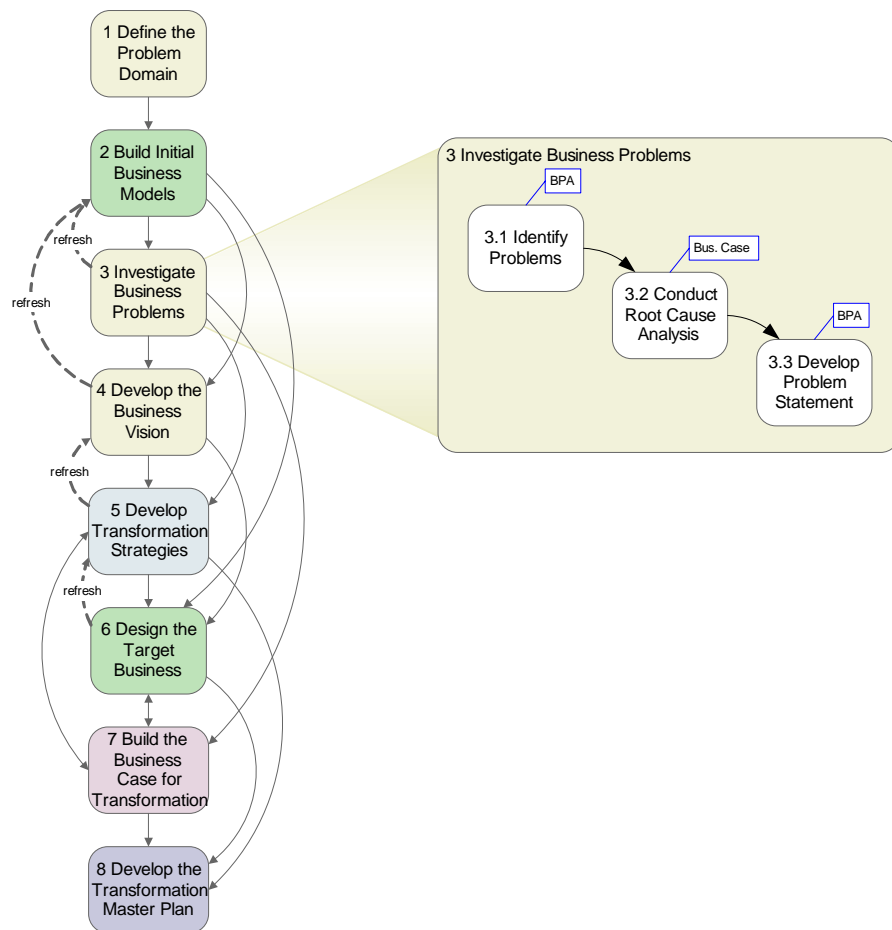 1 Define the
Problem
Domain
2 Build Initial
Business
Models
refresh
3 Investigate
Business
Problems
refresh
4 Develop the
Business
Vision
refresh
5 Develop
Transformation
Strategies
refresh
6 Design the
Target
Business
7 Build the
Business
Case for
Transformation
8 Develop the
Transformation
Master Plan
3 Investigate Business Problems
BPA
3.1 Identify
Problems
Bus. Case
3.2 Conduct
Root Cause
Analysis
BPA
3.3 Develop
Problem
Statement